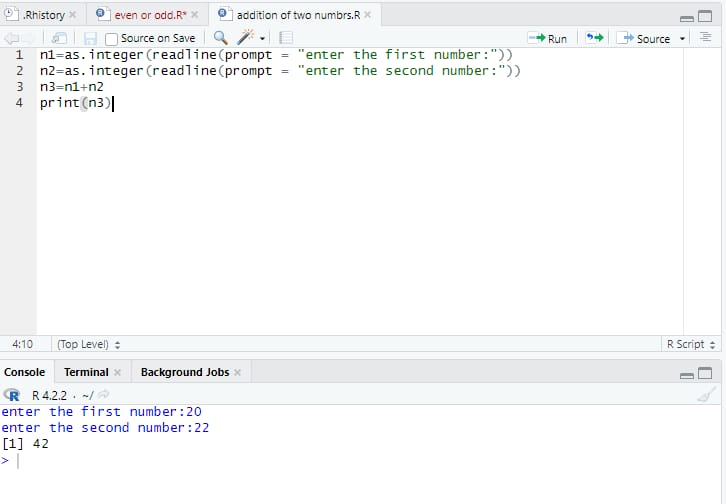 .Rhistory even or odd.R* addition of two numbrs.R
Source on Save Run Source
1 n1=as.integer(readline(prompt = "enter the first number:"))
2 n2=as.integer(readline(prompt = "enter the second number:"))
3 n3=n1+n2
4 print(n3)
4:10 (Top Level) R Script
Console Terminal Background Jobs
R R 4.2.2 · ~/
enter the first number:20
enter the second number:22
[1] 42
>